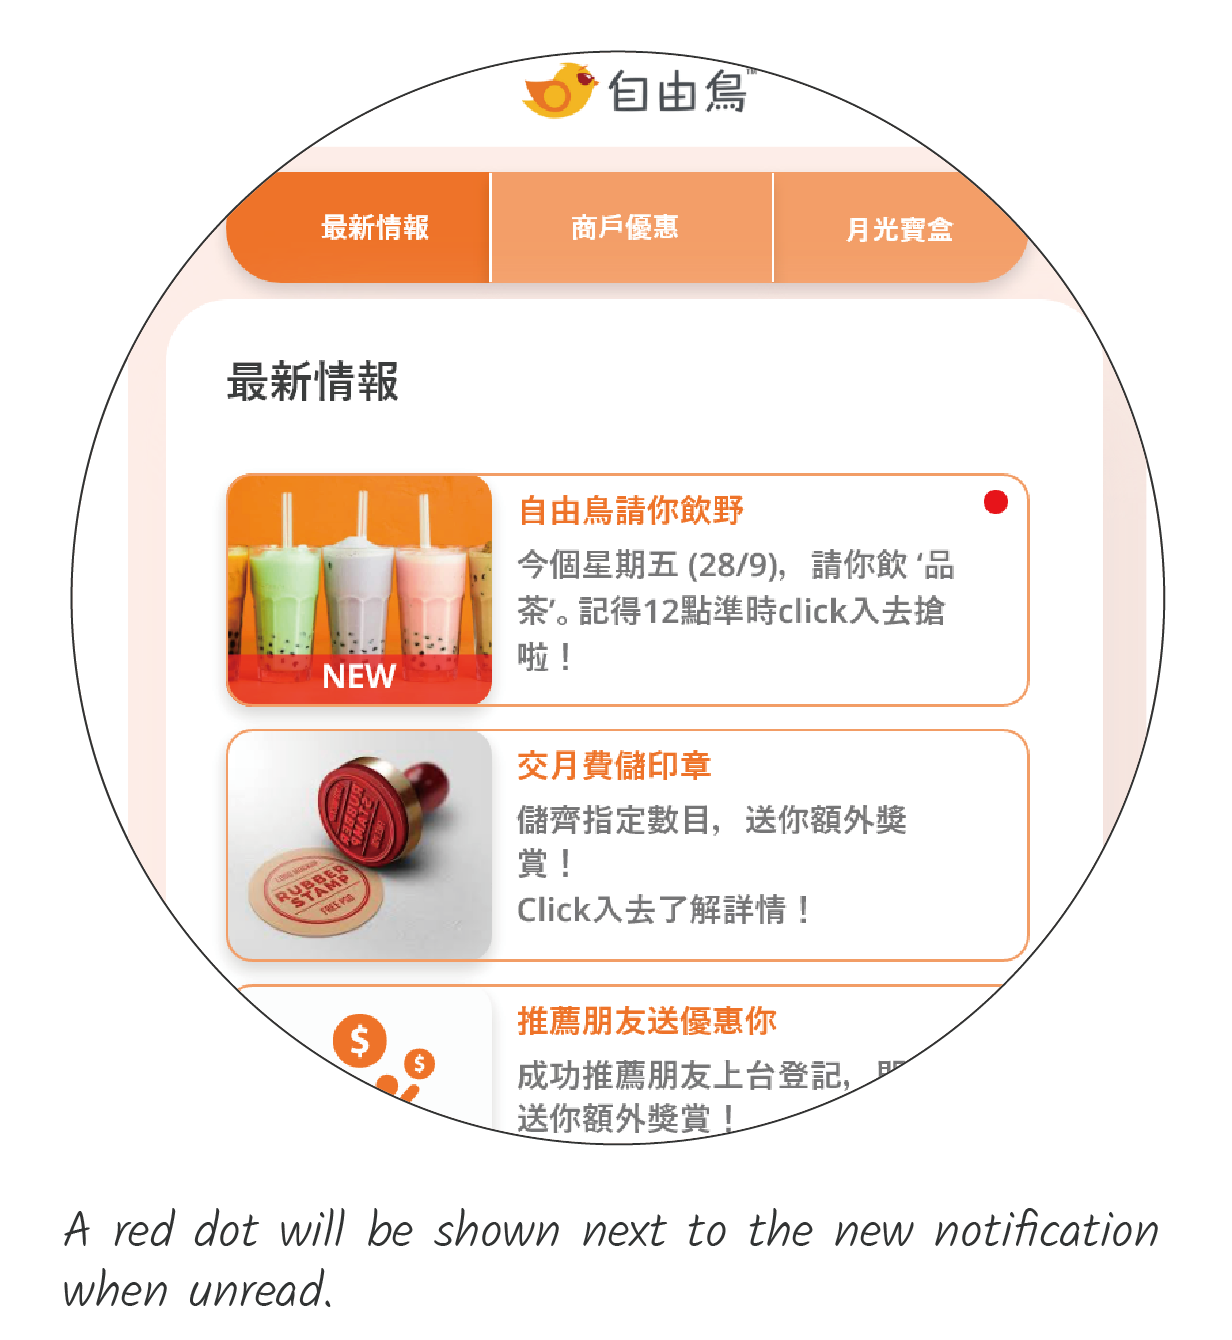 自由鳥™
最新情報
商戶優惠
月光寶盒
最新情報
自由鳥請你飲野
今個星期五 (28/9)，請你飲 ‘品
茶’。記得12點準時click入去搶
啦！
NEW
交月費儲印章
儲齊指定數目，送你額外獎
賞！
Click入去了解詳情！
RUBBER
STAMP
FREE PSD
推薦朋友送優惠你
成功推薦朋友上台登記，
送你額外獎賞！
A red dot will be shown next to the new notification
when unread.